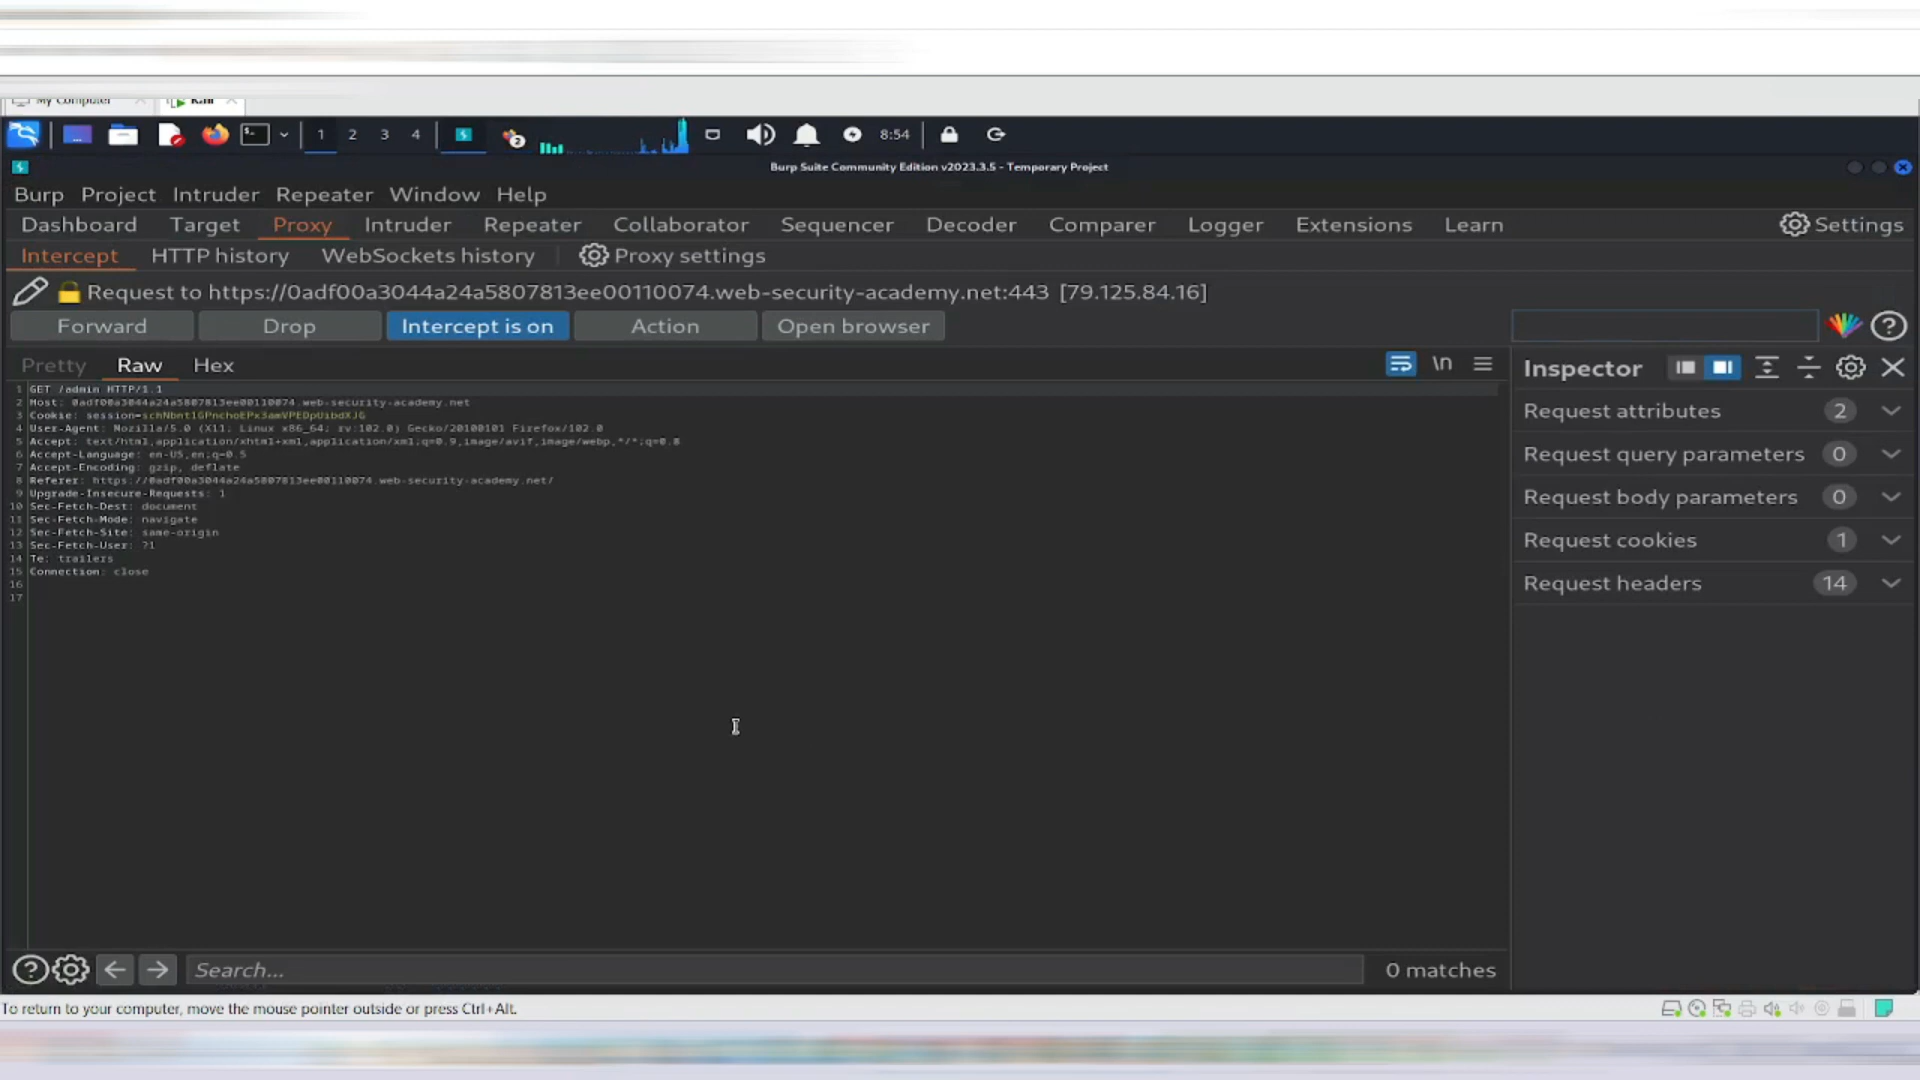 My Computer Kali
1 2 3 4 2 8:54
Burp Suite Community Edition v2023.3.5 - Temporary Project
Burp Project Intruder Repeater Window Help
Dashboard Target Proxy Intruder Repeater Collaborator Sequencer Decoder Comparer Logger Extensions Learn Settings
Intercept HTTP history WebSockets history Proxy settings
Request to https://0adf00a3044a24a5807813ee00110074.web-security-academy.net:443 [79.125.84.16]
Forward Drop Intercept is on Action Open browser
Pretty Raw Hex \n
1 GET /admin HTTP/1.1
2 Host: 0adf00a3044a24a5807813ee00110074.web-security-academy.net
3 Cookie:
4 User-Agent: Mozilla/5.0 (X11; Linux x86_64; rv:102.0) Gecko/20100101 Firefox/102.0
5 Accept: text/html,application/xhtml+xml,application/xml;q=0.9,image/avif,image/webp,*/*;q=0.8
6 Accept-Language: en-US,en;q=0.5
7 Accept-Encoding: gzip, deflate
8 Referer: https://0adf00a3044a24a5807813ee00110074.web-security-academy.net/
9 Upgrade-Insecure-Requests: 1
10 Sec-Fetch-Dest: document
11 Sec-Fetch-Mode: navigate
12 Sec-Fetch-Site: same-origin
13 Sec-Fetch-User: ?1
14 Te: trailers
15 Connection: close
16
17
Inspector
Request attributes 2
Request query parameters 0
Request body parameters 0
Request cookies 1
Request headers 14
Search... 0 matches
To return to your computer, move the mouse pointer outside or press Ctrl+Alt.